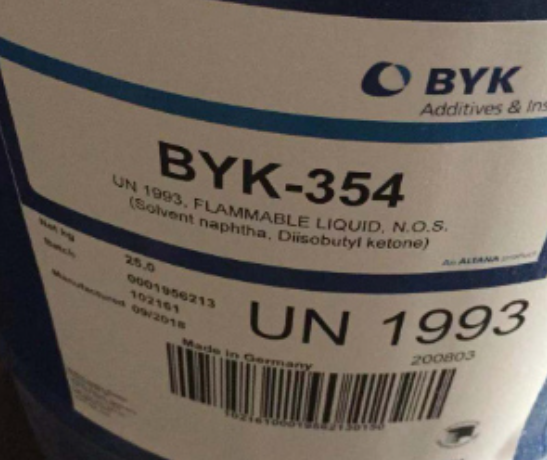 BYK
Additives & Ins
BYK-354
UN 1993, FLAMMABLE LIQUID, N.O.S.
(Solvent naphtha, Diisobutyl ketone)
An ALTANA product
Net kg 25,0
Batch 0001956213
102161
Manufactured 09/2018
UN 1993
200803
Made in Germany